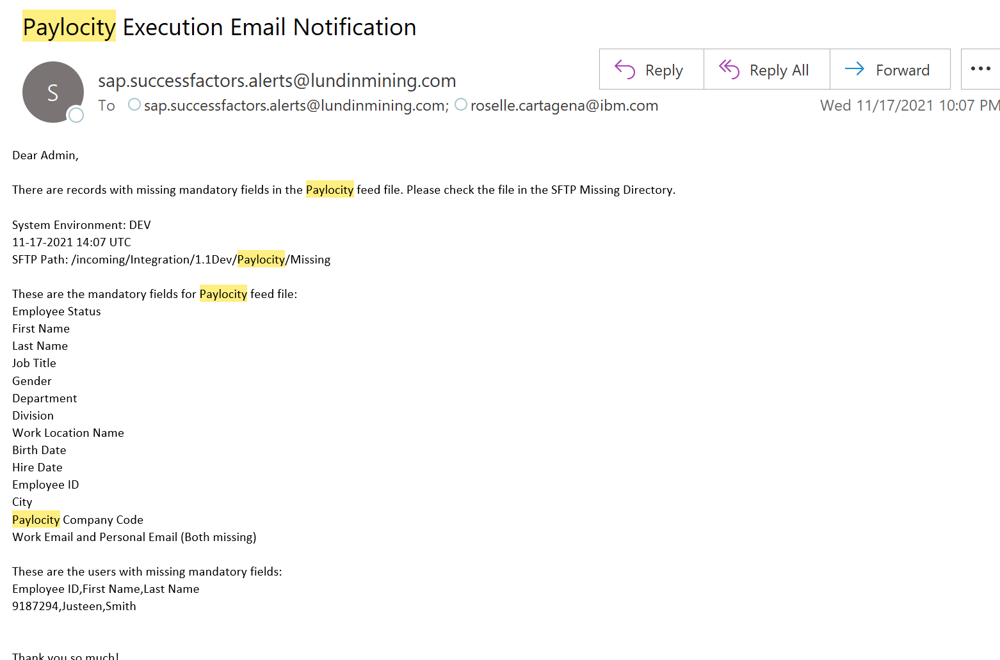 Paylocity Execution Email Notification
S
sap.successfactors.alerts@lundinmining.com
Reply
Reply All
Forward
To sap.successfactors.alerts@lundinmining.com; roselle.cartagena@ibm.com
Wed 11/17/2021 10:07 PM
Dear Admin,
There are records with missing mandatory fields in the Paylocity feed file. Please check the file in the SFTP Missing Directory.
System Environment: DEV
11-17-2021 14:07 UTC
SFTP Path: /incoming/Integration/1.1Dev/Paylocity/Missing
These are the mandatory fields for Paylocity feed file:
Employee Status
First Name
Last Name
Job Title
Gender
Department
Division
Work Location Name
Birth Date
Hire Date
Employee ID
City
Paylocity Company Code
Work Email and Personal Email (Both missing)
These are the users with missing mandatory fields:
Employee ID,First Name,Last Name
9187294,Justeen,Smith
Thank you so much!